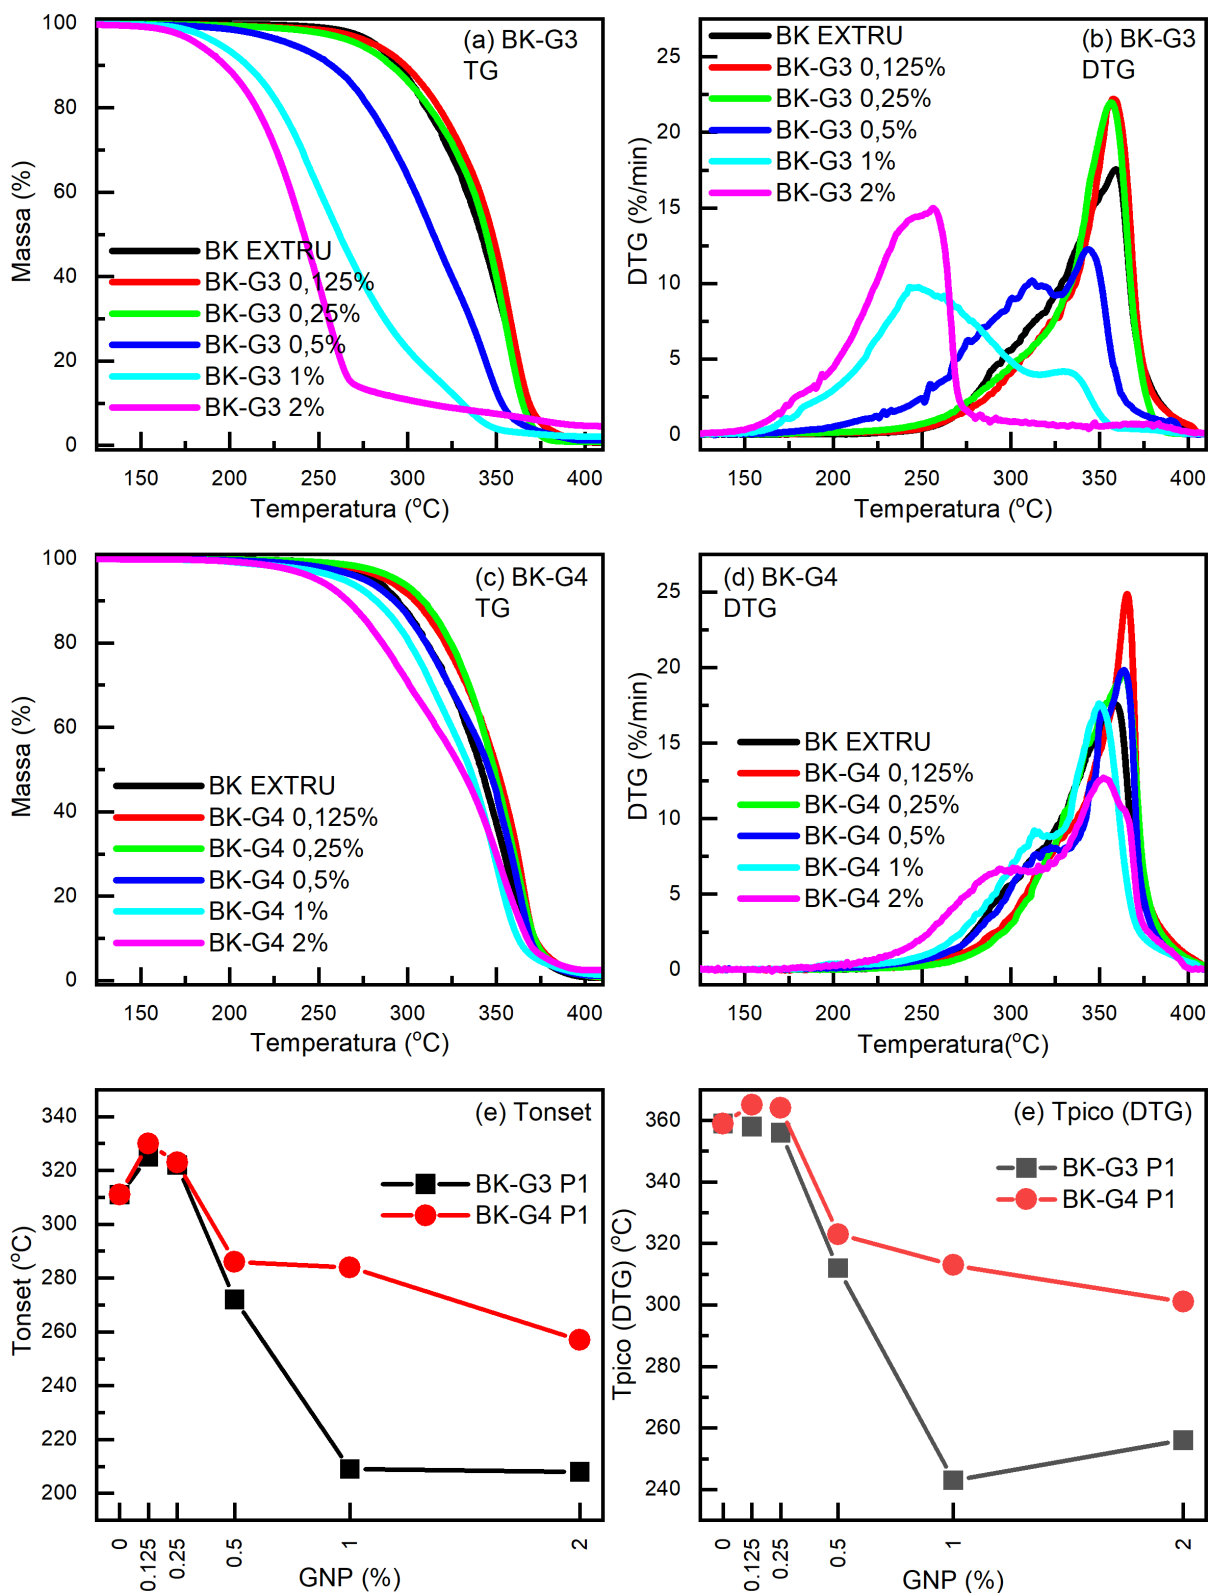 (a) BK-G3
TG
Massa (%)
100
80
60
40
20
0
BK EXTRU
BK-G3 0,125%
BK-G3 0,25%
BK-G3 0,5%
BK-G3 1%
BK-G3 2%
150 200 250 300 350 400
Temperatura (°C)
(b) BK-G3
DTG
DTG (%/min)
25
20
15
10
5
0
BK EXTRU
BK-G3 0,125%
BK-G3 0,25%
BK-G3 0,5%
BK-G3 1%
BK-G3 2%
150 200 250 300 350 400
Temperatura (°C)
(c) BK-G4
TG
Massa (%)
100
80
60
40
20
0
BK EXTRU
BK-G4 0,125%
BK-G4 0,25%
BK-G4 0,5%
BK-G4 1%
BK-G4 2%
150 200 250 300 350 400
Temperatura (°C)
(d) BK-G4
DTG
DTG (%/min)
25
20
15
10
5
0
BK EXTRU
BK-G4 0,125%
BK-G4 0,25%
BK-G4 0,5%
BK-G4 1%
BK-G4 2%
150 200 250 300 350 400
Temperatura(°C)
(e) Tonset
Tonset (°C)
340
320
300
280
260
240
220
200
BK-G3 P1
BK-G4 P1
0 0.125 0.25 0.5 1 2
GNP (%)
(e) Tpico (DTG)
Tpico (DTG) (°C)
360
340
320
300
280
260
240
BK-G3 P1
BK-G4 P1
0 0.125 0.25 0.5 1 2
GNP (%)